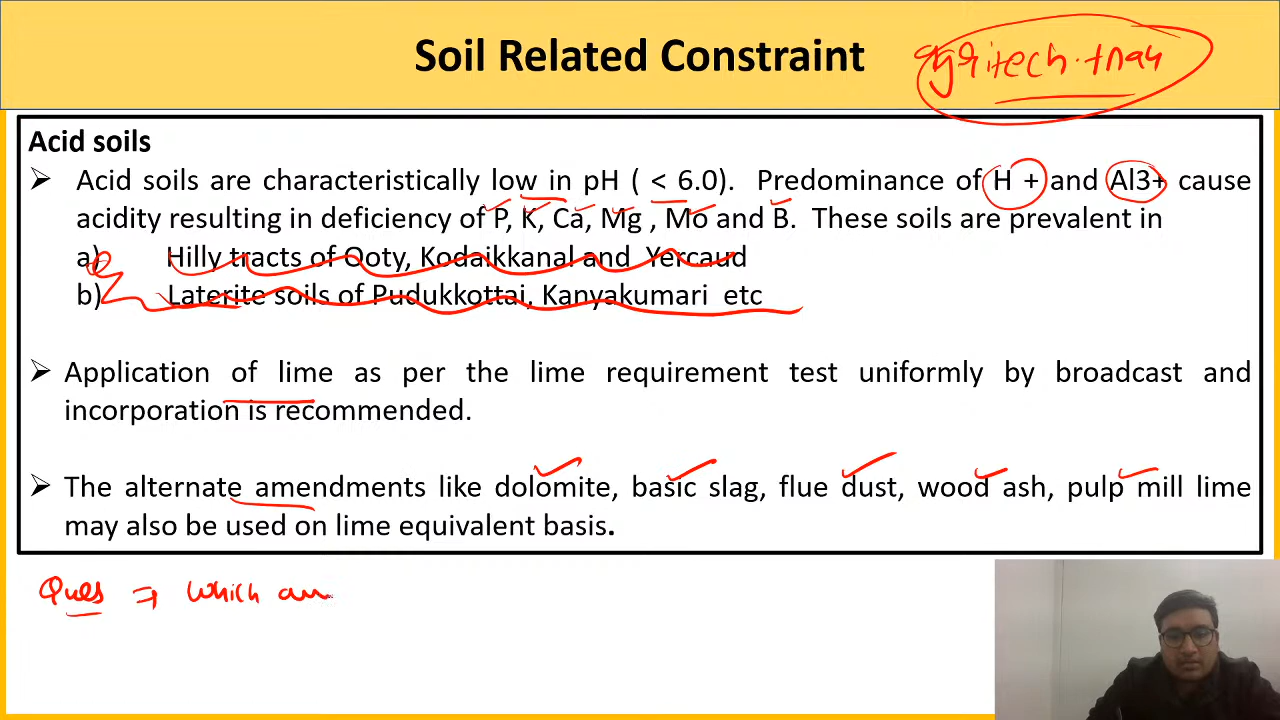 Soil Related Constraint
agritech.tnau
Acid soils
➢ Acid soils are characteristically low in pH ( < 6.0). Predominance of H + and Al3+ cause
acidity resulting in deficiency of P, K, Ca, Mg , Mo and B. These soils are prevalent in
a) Hilly tracts of Ooty, Kodaikkanal and Yercaud
b) Laterite soils of Pudukkottai, Kanyakumari etc
➢ Application of lime as per the lime requirement test uniformly by broadcast and
incorporation is recommended.
➢ The alternate amendments like dolomite, basic slag, flue dust, wood ash, pulp mill lime
may also be used on lime equivalent basis.
Ques ⇒ Which am